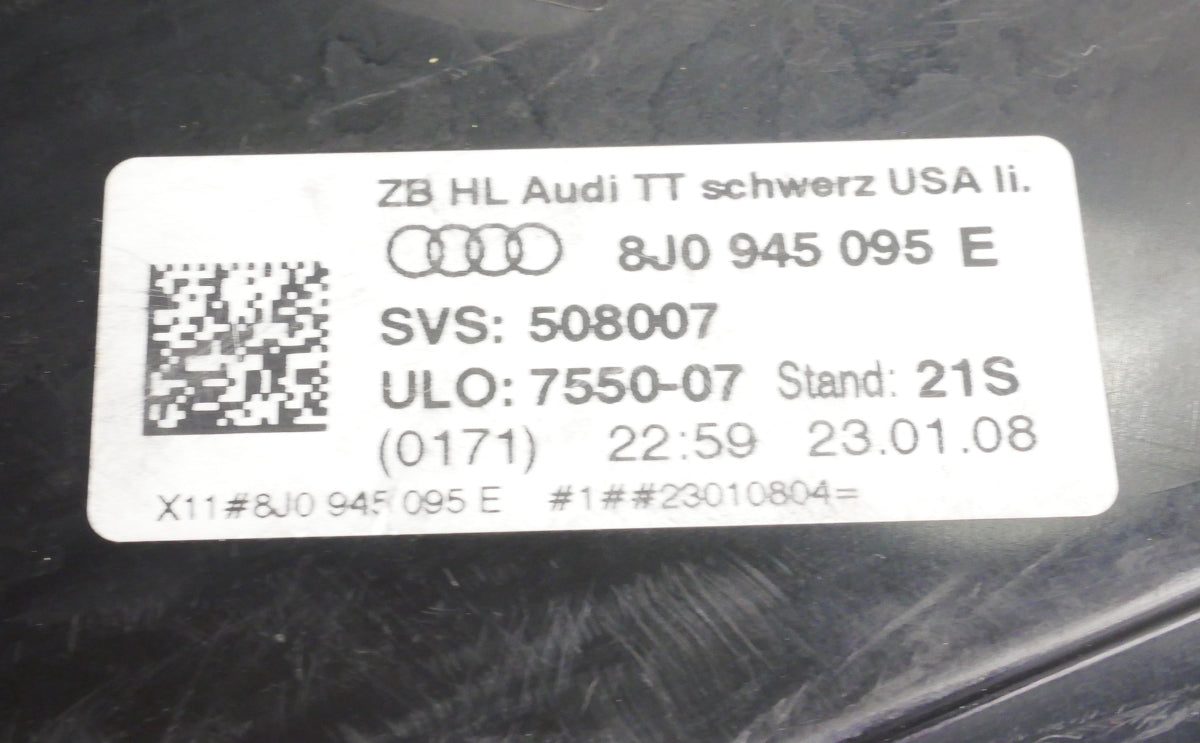 ZB HL Audi TT schwerz USA li.
8J0 945 095 E
SVS: 508007
ULO: 7550-07 Stand: 21S
(0171) 22:59 23.01.08
X11#8J0 945 095 E #1##23010804=